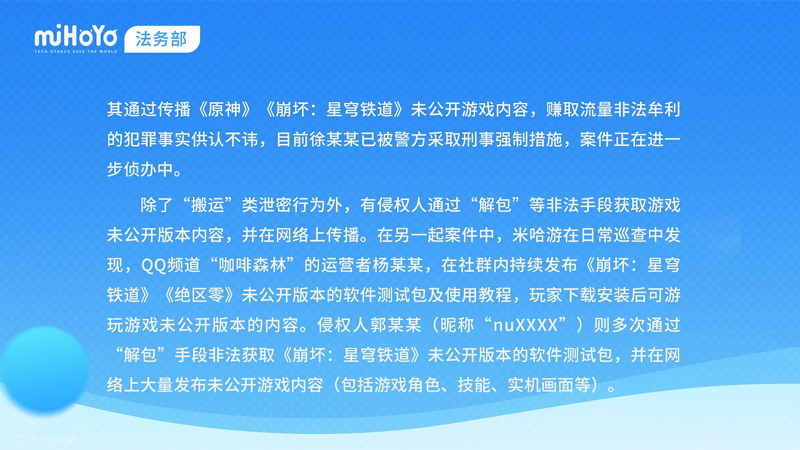 miHoYo 法务部
TECH OTAKUS SAVE THE WORLD
其通过传播《原神》《崩坏：星穹铁道》未公开游戏内容，赚取流量非法牟利
的犯罪事实供认不讳，目前徐某某已被警方采取刑事强制措施，案件正在进一
步侦办中。
除了“搬运”类泄密行为外，有侵权人通过“解包”等非法手段获取游戏
未公开版本内容，并在网络上传播。在另一起案件中，米哈游在日常巡查中发
现，QQ频道“咖啡森林”的运营者杨某某，在社群内持续发布《崩坏：星穹
铁道》《绝区零》未公开版本的软件测试包及使用教程，玩家下载安装后可游
玩游戏未公开版本的内容。侵权人郭某某（昵称“nuXXXX”）则多次通过
“解包”手段非法获取《崩坏：星穹铁道》未公开版本的软件测试包，并在网
络上大量发布未公开游戏内容（包括游戏角色、技能、实机画面等）。